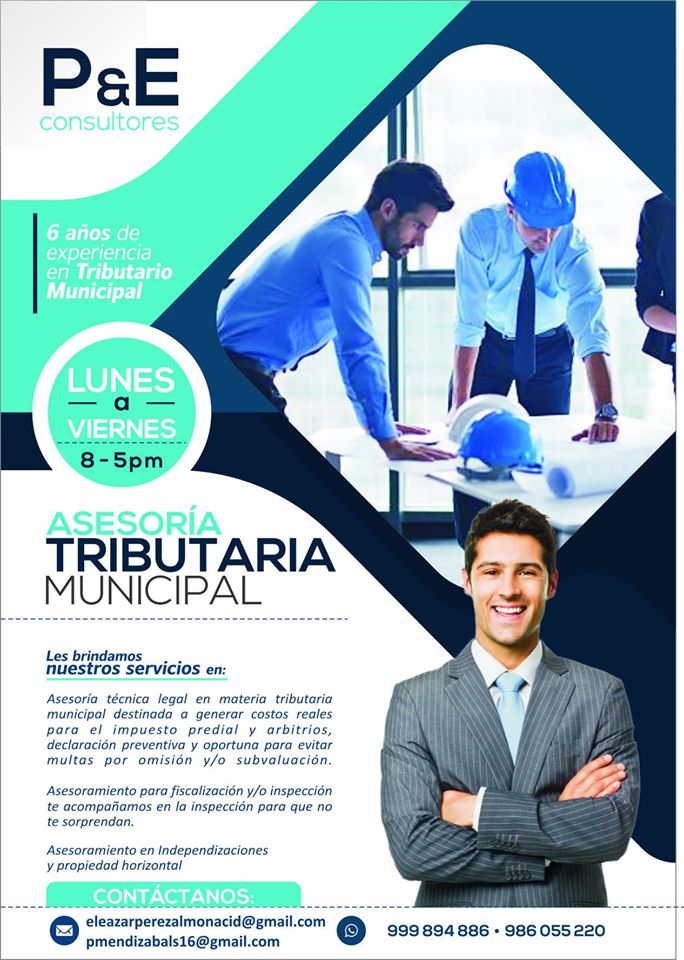 P&E
consultores
6 años de
experiencia
en Tributario
Municipal
LUNES
a
VIERNES
8 - 5pm
ASESORÍA
TRIBUTARIA
MUNICIPAL
Les brindamos
nuestros servicios en:
Asesoría técnica legal en materia tributaria
municipal destinada a generar costos reales
para el impuesto predial y arbitrios,
declaración preventiva y oportuna para evitar
multas por omisión y/o subvaluación.
Asesoramiento para fiscalización y/o inspección
te acompañamos en la inspección para que no
te sorprendan.
Asesoramiento en Independizaciones
y propiedad horizontal
CONTÁCTANOS:
eleazarperezalmonacid@gmail.com
pmendizabals16@gmail.com
999 894 886 • 986 055 220